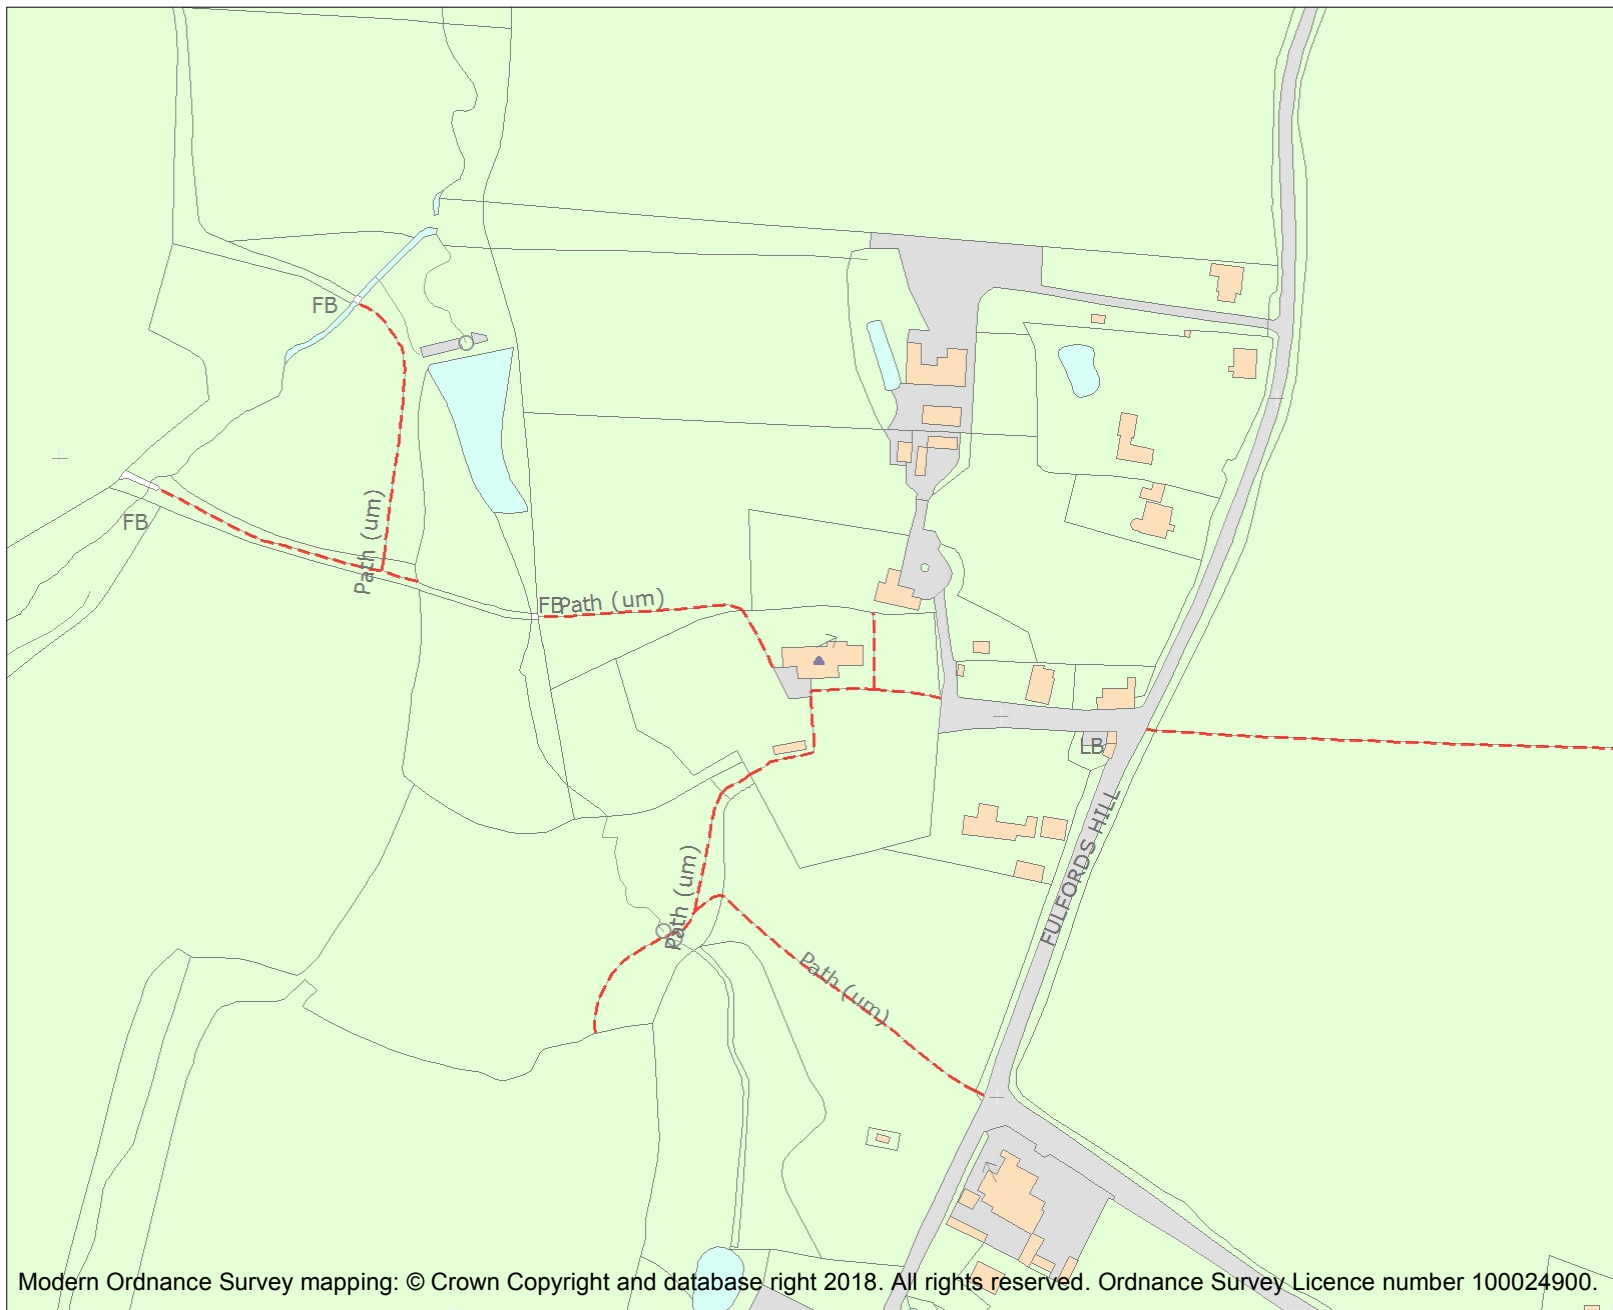 FB
Path (um)
FB
FB
Path (um)
LB
FULFORDS HILL
Path (um)
Path (um)
Modern Ordnance Survey mapping: © Crown Copyright and database right 2018. All rights reserved. Ordnance Survey Licence number 100024900.